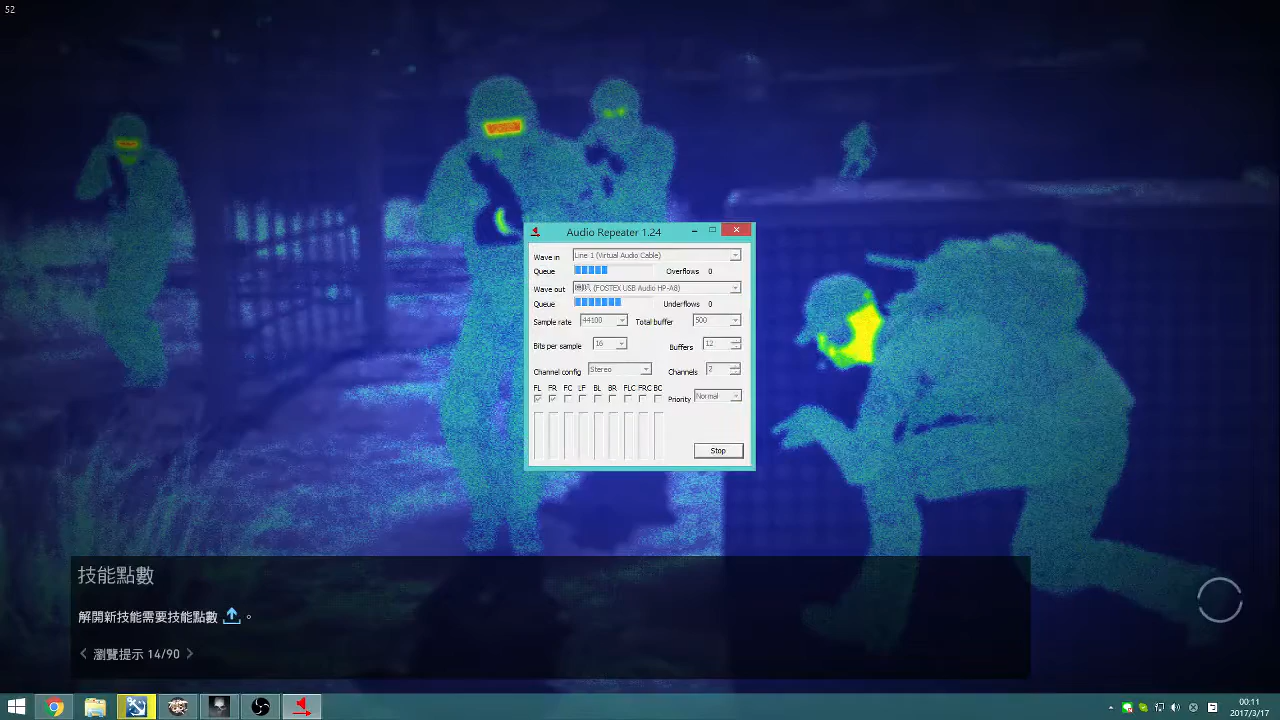 52
Audio Repeater 1.24
Wave in Line 1 (Virtual Audio Cable)
Queue Overflows 0
Wave out (FOSTEX USB Audio HP-A8)
Queue Underflows 0
Sample rate 44100 Total buffer 500
Bits per sample 16 Buffers 12
Channel config Stereo Channels 2
FL FR FC LF BL BR FLC FRC BC
Priority Normal
Stop
技能點數
解開新技能需要技能點數 。
瀏覽提示 14/90
00:11
2017/3/17